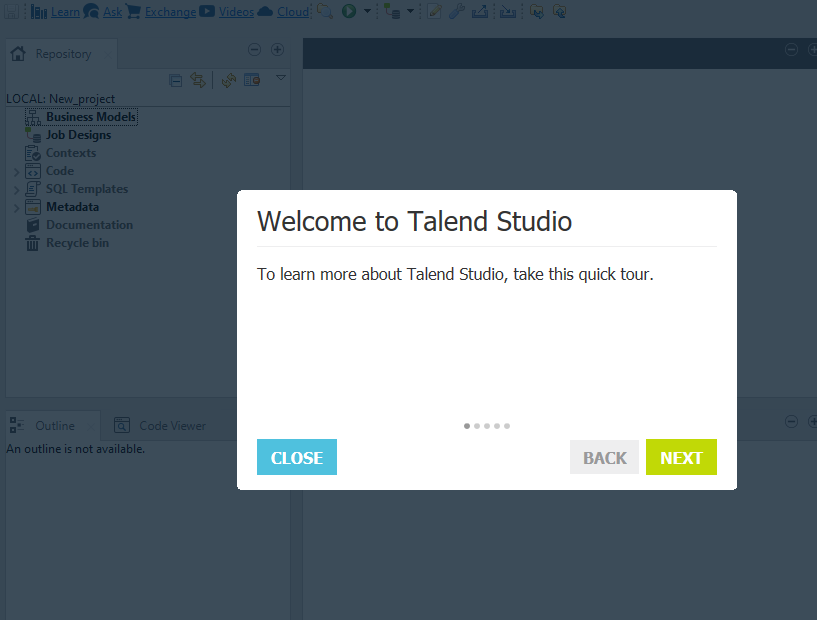 Learn Ask Exchange Videos Cloud
Repository
LOCAL: New_project
Business Models
Job Designs
Contexts
Code
SQL Templates
Metadata
Documentation
Recycle bin
Welcome to Talend Studio
To learn more about Talend Studio, take this quick tour.
CLOSE BACK NEXT
Outline Code Viewer
An outline is not available.